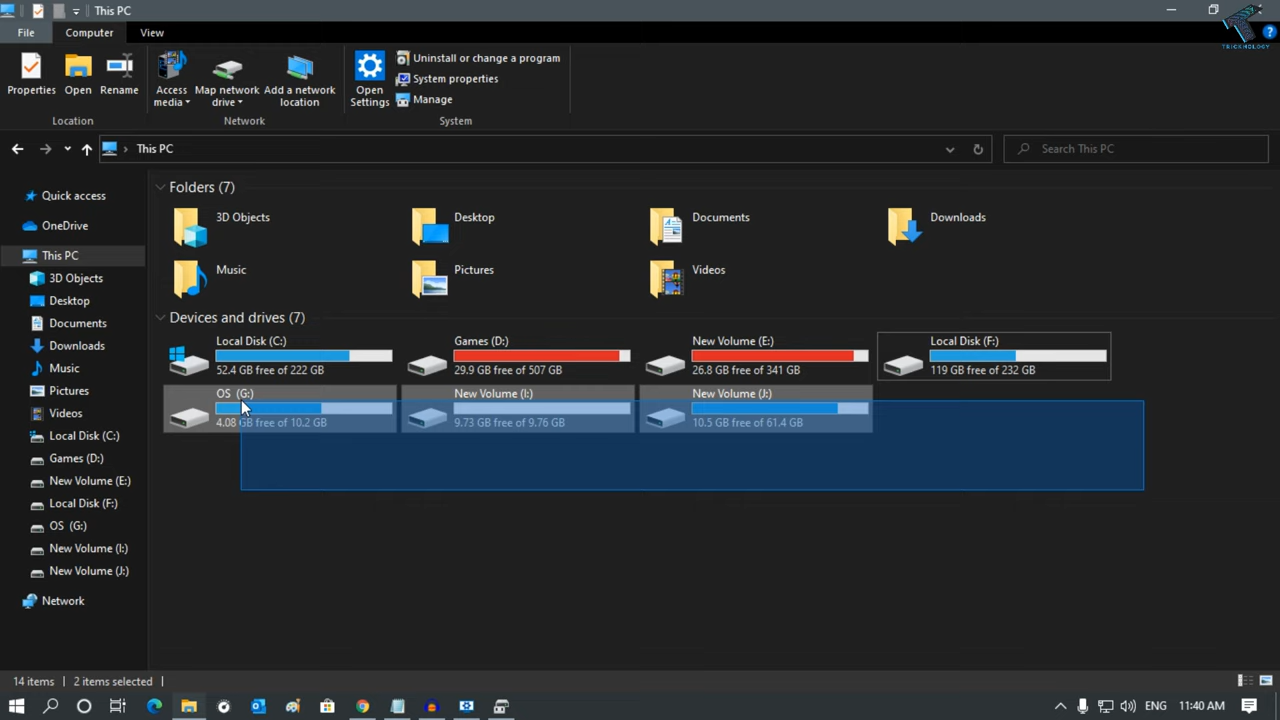 This PC
TRICKNOLOGY
File Computer View
Properties Open Rename Access media Map network drive Add a network location Open Settings Uninstall or change a program
System properties
Manage
Location Network System
This PC Search This PC
Quick access
OneDrive
This PC
3D Objects
Desktop
Documents
Downloads
Music
Pictures
Videos
Local Disk (C:)
Games (D:)
New Volume (E:)
Local Disk (F:)
OS (G:)
New Volume (I:)
New Volume (J:)
Network
Folders (7)
3D Objects Desktop Documents Downloads
Music Pictures Videos
Devices and drives (7)
Local Disk (C:) Games (D:) New Volume (E:) Local Disk (F:)
52.4 GB free of 222 GB 29.9 GB free of 507 GB 26.8 GB free of 341 GB 119 GB free of 232 GB
OS (G:) New Volume (I:) New Volume (J:)
4.08 GB free of 10.2 GB 9.73 GB free of 9.76 GB 10.5 GB free of 61.4 GB
14 items 2 items selected
ENG 11:40 AM